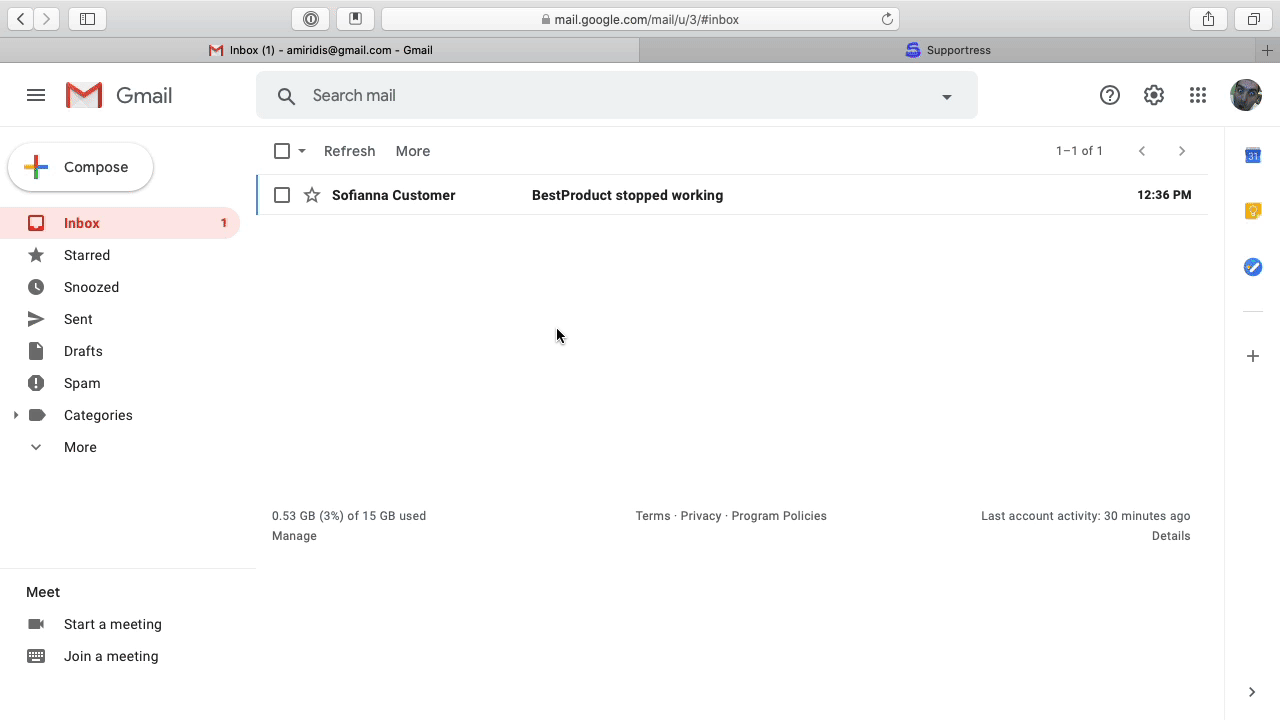 mail.google.com/mail/u/3/#inbox
Inbox (1) - amiridis@gmail.com - Gmail
Supportress
Gmail
Search mail
Compose
Refresh
More
1–1 of 1
31
Sofianna Customer
BestProduct stopped working
12:36 PM
Inbox
1
Starred
Snoozed
Sent
Drafts
Spam
Categories
More
0.53 GB (3%) of 15 GB used
Manage
Terms · Privacy · Program Policies
Last account activity: 30 minutes ago
Details
Meet
Start a meeting
Join a meeting